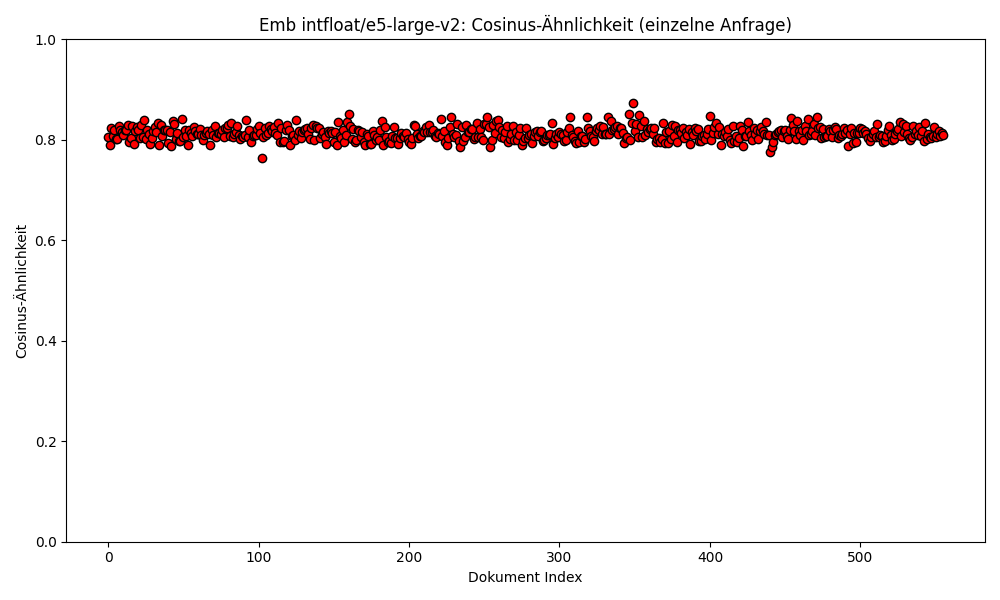 Emb intfloat/e5-large-v2: Cosinus-Ähnlichkeit (einzelne Anfrage)
1.0
0.8
0.6
0.4
0.2
0.0
Cosinus-Ähnlichkeit
0 100 200 300 400 500
Dokument Index